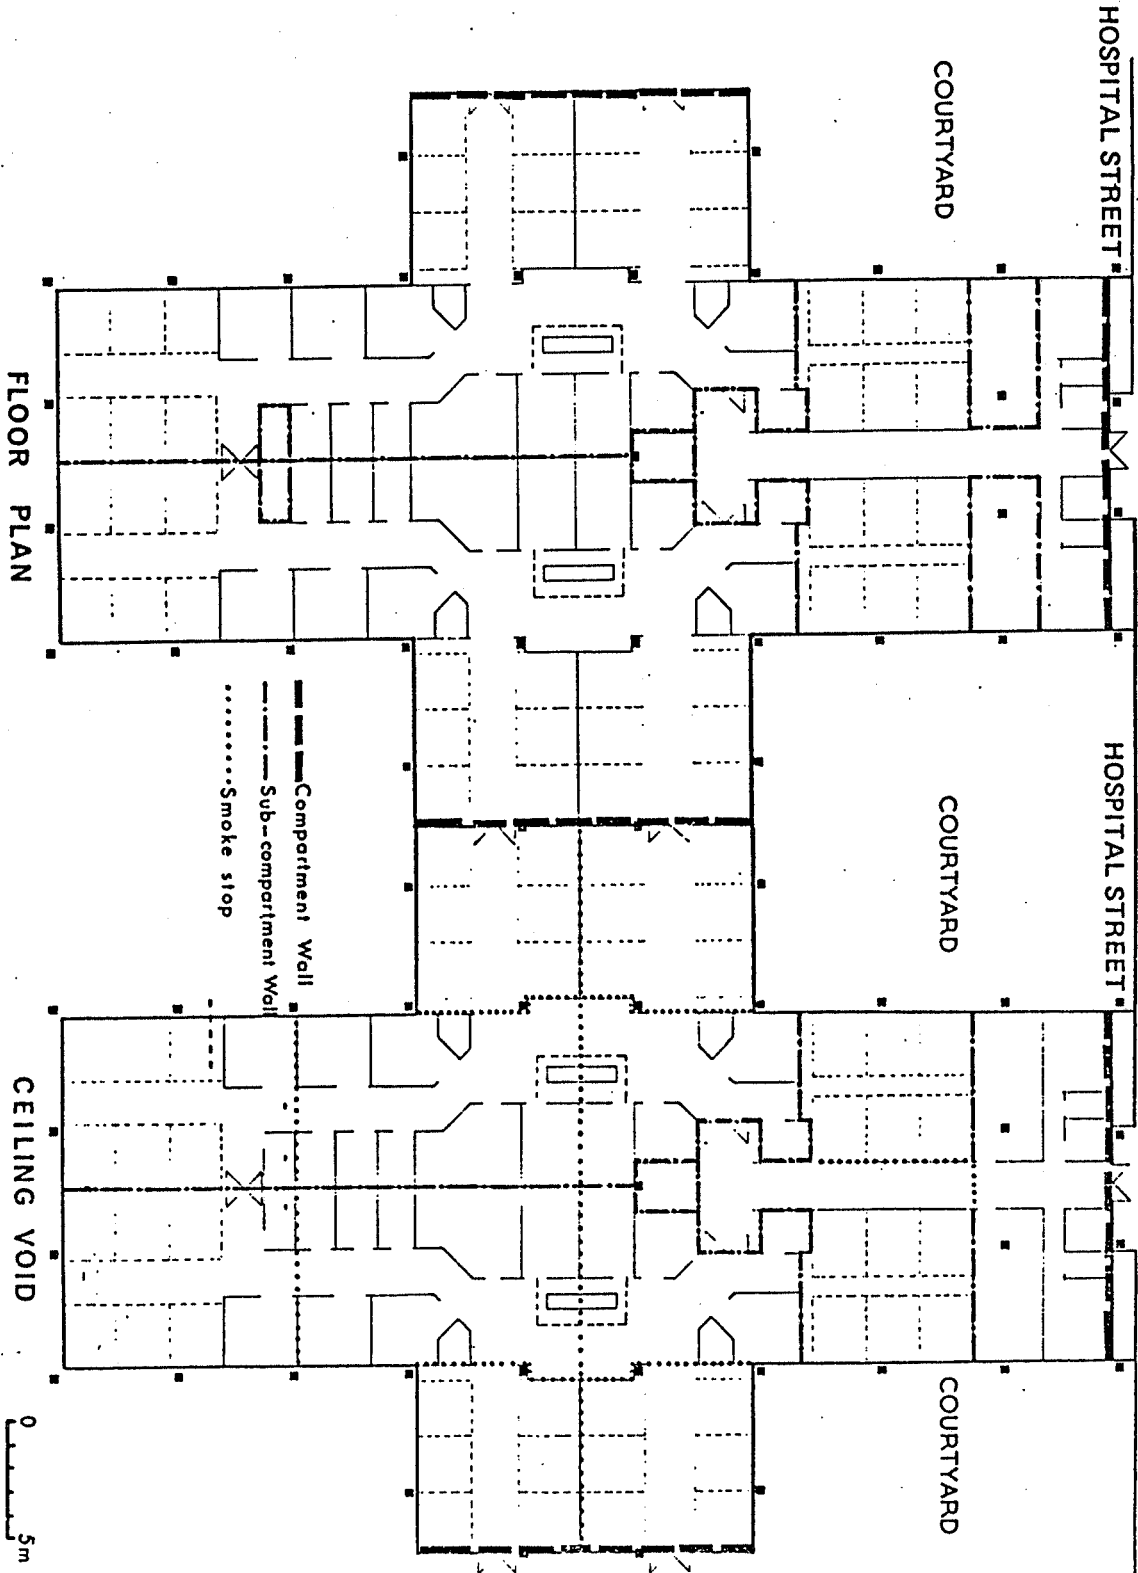 HOSPITAL STREET
HOSPITAL STREET
COURTYARD
COURTYARD
COURTYARD
Compartment Wall
Sub-compartment Wall
Smoke stop
FLOOR PLAN
CEILING VOID
0 5m